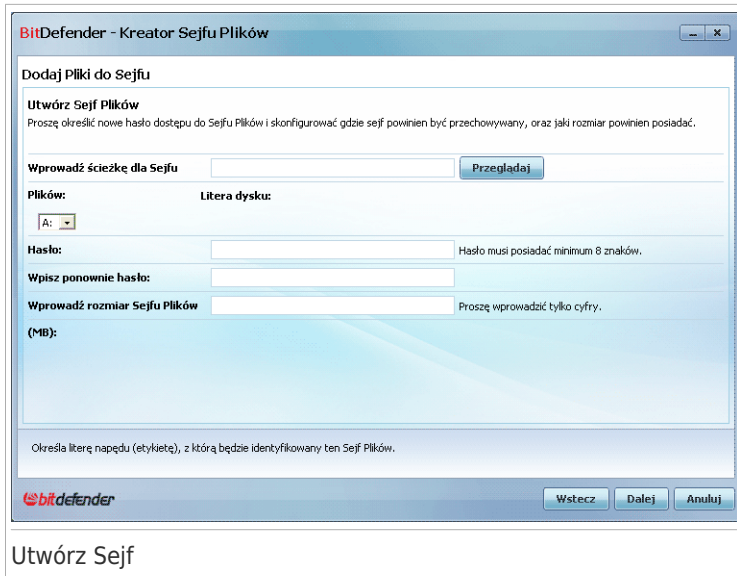 BitDefender - Kreator Sejfu Plików
Dodaj Pliki do Sejfu
Utwórz Sejf Plików
Proszę określić nowe hasło dostępu do Sejfu Plików i skonfigurować gdzie sejf powinien być przechowywany, oraz jaki rozmiar powinien posiadać.
Wprowadź ścieżkę dla Sejfu Przeglądaj
Plików: Litera dysku:
A:
Hasło: Hasło musi posiadać minimum 8 znaków.
Wpisz ponownie hasło:
Wprowadź rozmiar Sejfu Plików Proszę wprowadzić tylko cyfry.
(MB):
Określa literę napędu (etykietę), z którą będzie identyfikowany ten Sejf Plików.
bitdefender Wstecz Dalej Anuluj
Utwórz Sejf